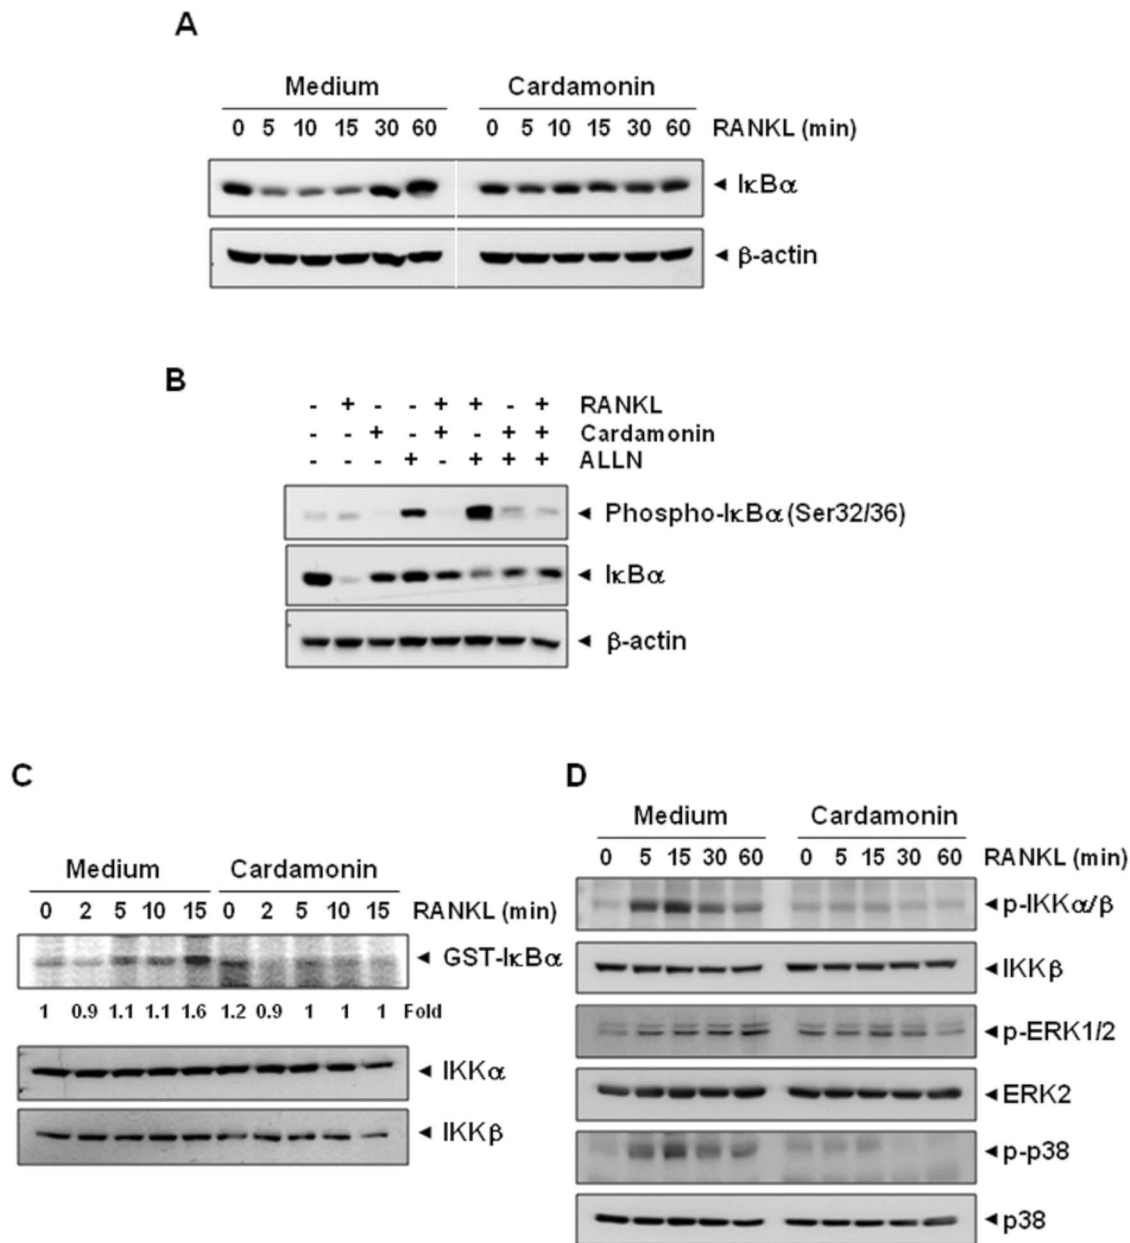 A
Medium Cardamonin
0 5 10 15 30 60 0 5 10 15 30 60 RANKL (min)
◄ IκBα
◄ β-actin
B
- + - - + + - + RANKL
- - + - + - + + Cardamonin
- - - + - + + + ALLN
◄ Phospho-IκBα (Ser32/36)
◄ IκBα
◄ β-actin
C
Medium Cardamonin
0 2 5 10 15 0 2 5 10 15 RANKL (min)
◄ GST-IκBα
1 0.9 1.1 1.1 1.6 1.2 0.9 1 1 1 Fold
◄ IKKα
◄ IKKβ
D
Medium Cardamonin
0 5 15 30 60 0 5 15 30 60 RANKL (min)
◄ p-IKKα/β
◄ IKKβ
◄ p-ERK1/2
◄ ERK2
◄ p-p38
◄ p38